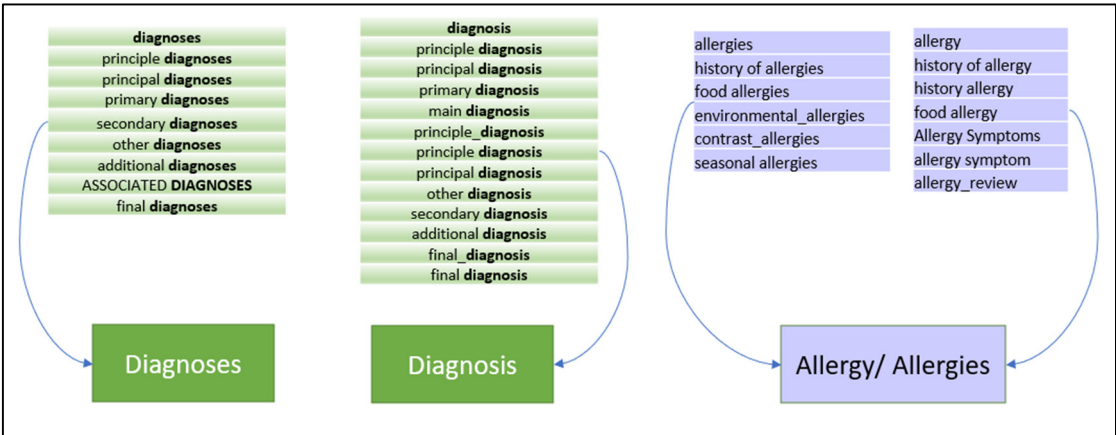 diagnoses
principle diagnoses
principal diagnoses
primary diagnoses
secondary diagnoses
other diagnoses
additional diagnoses
ASSOCIATED DIAGNOSES
final diagnoses
Diagnoses
diagnosis
principle diagnosis
principal diagnosis
primary diagnosis
main diagnosis
principle_diagnosis
principle diagnosis
principal diagnosis
other diagnosis
secondary diagnosis
additional diagnosis
final_diagnosis
final diagnosis
Diagnosis
allergies
history of allergies
food allergies
environmental_allergies
contrast_allergies
seasonal allergies
allergy
history of allergy
history allergy
food allergy
Allergy Symptoms
allergy symptom
allergy_review
Allergy/ Allergies